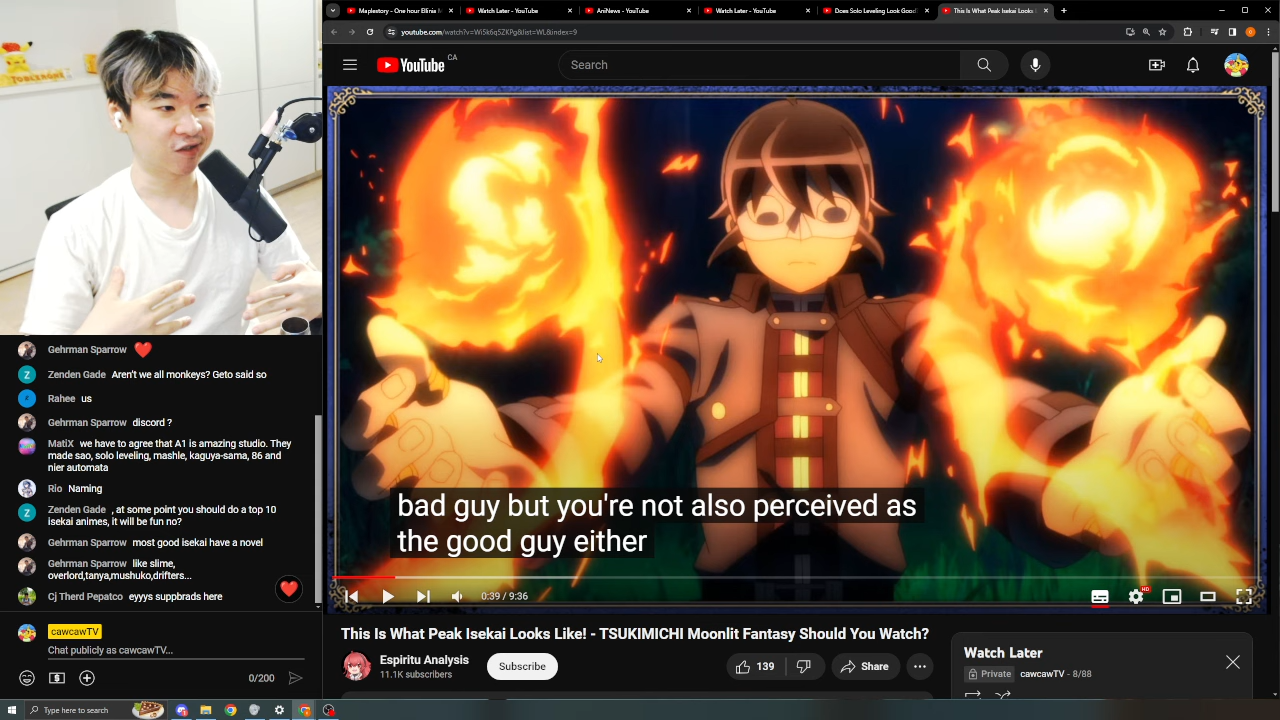 Maplestory - One hour Ellinia M
Watch Later - YouTube
AniNews - YouTube
Watch Later - YouTube
Does Solo Leveling Look Good?
This Is What Peak Isekai Looks
youtube.com/watch?v=Wi5k6q5ZKPg&list=WL&index=9
YouTube CA
Search
bad guy but you're not also perceived as
the good guy either
0:39 / 9:36
HD
This Is What Peak Isekai Looks Like! - TSUKIMICHI Moonlit Fantasy Should You Watch?
Espiritu Analysis
11.1K subscribers
Subscribe
139
Share
Watch Later
Private cawcawTV - 8/88
Gehrman Sparrow
Z Zenden Gade Aren't we all monkeys? Geto said so
Rahee us
Gehrman Sparrow discord ?
MatiX we have to agree that A1 is amazing studio. They
made sao, solo leveling, mashle, kaguya-sama, 86 and
nier automata
Rio Naming
Z Zenden Gade , at some point you should do a top 10
isekai animes, it will be fun no?
Gehrman Sparrow most good isekai have a novel
Gehrman Sparrow like slime,
overlord,tanya,mushuko,drifters...
Cj Therd Pepatco eyyys suppbrads here
cawcawTV
Chat publicly as cawcawTV...
0/200
Type here to search